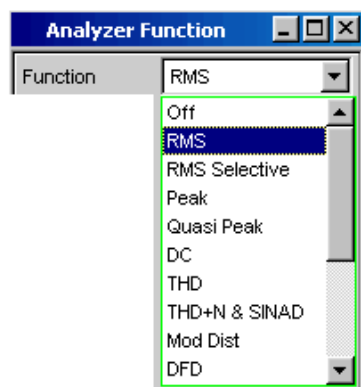 Analyzer Function
Function RMS
Off
RMS
RMS Selective
Peak
Quasi Peak
DC
THD
THD+N & SINAD
Mod Dist
DFD